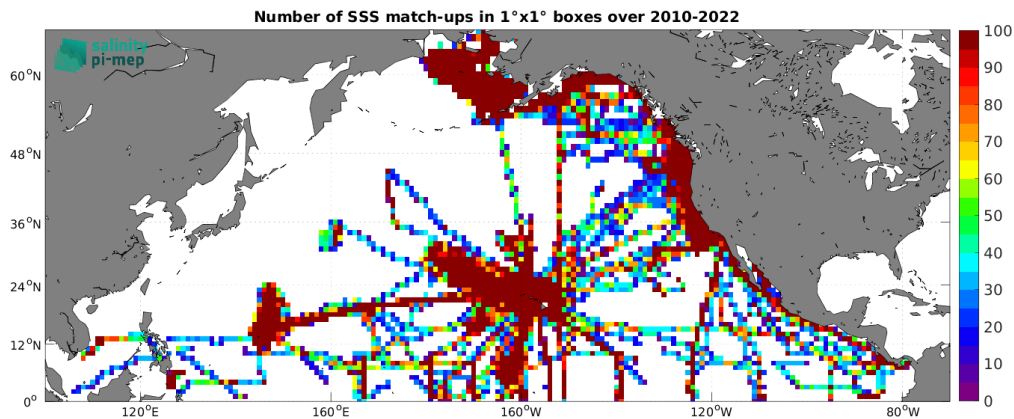 Number of SSS match-ups in 1°x1° boxes over 2010-2022
salinity
pi-mep
60°N
48°N
36°N
24°N
12°N
0°
120°E
160°E
160°W
120°W
80°W
100
90
80
70
60
50
40
30
20
10
0